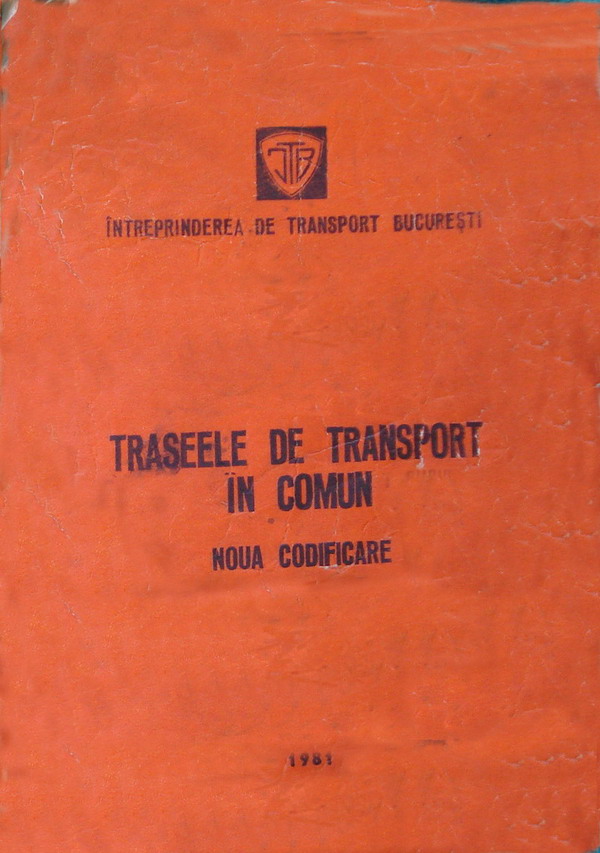 ITB
ÎNTREPRINDEREA DE TRANSPORT BUCUREȘTI
TRASEELE DE TRANSPORT
ÎN COMUN
NOUA CODIFICARE
1981